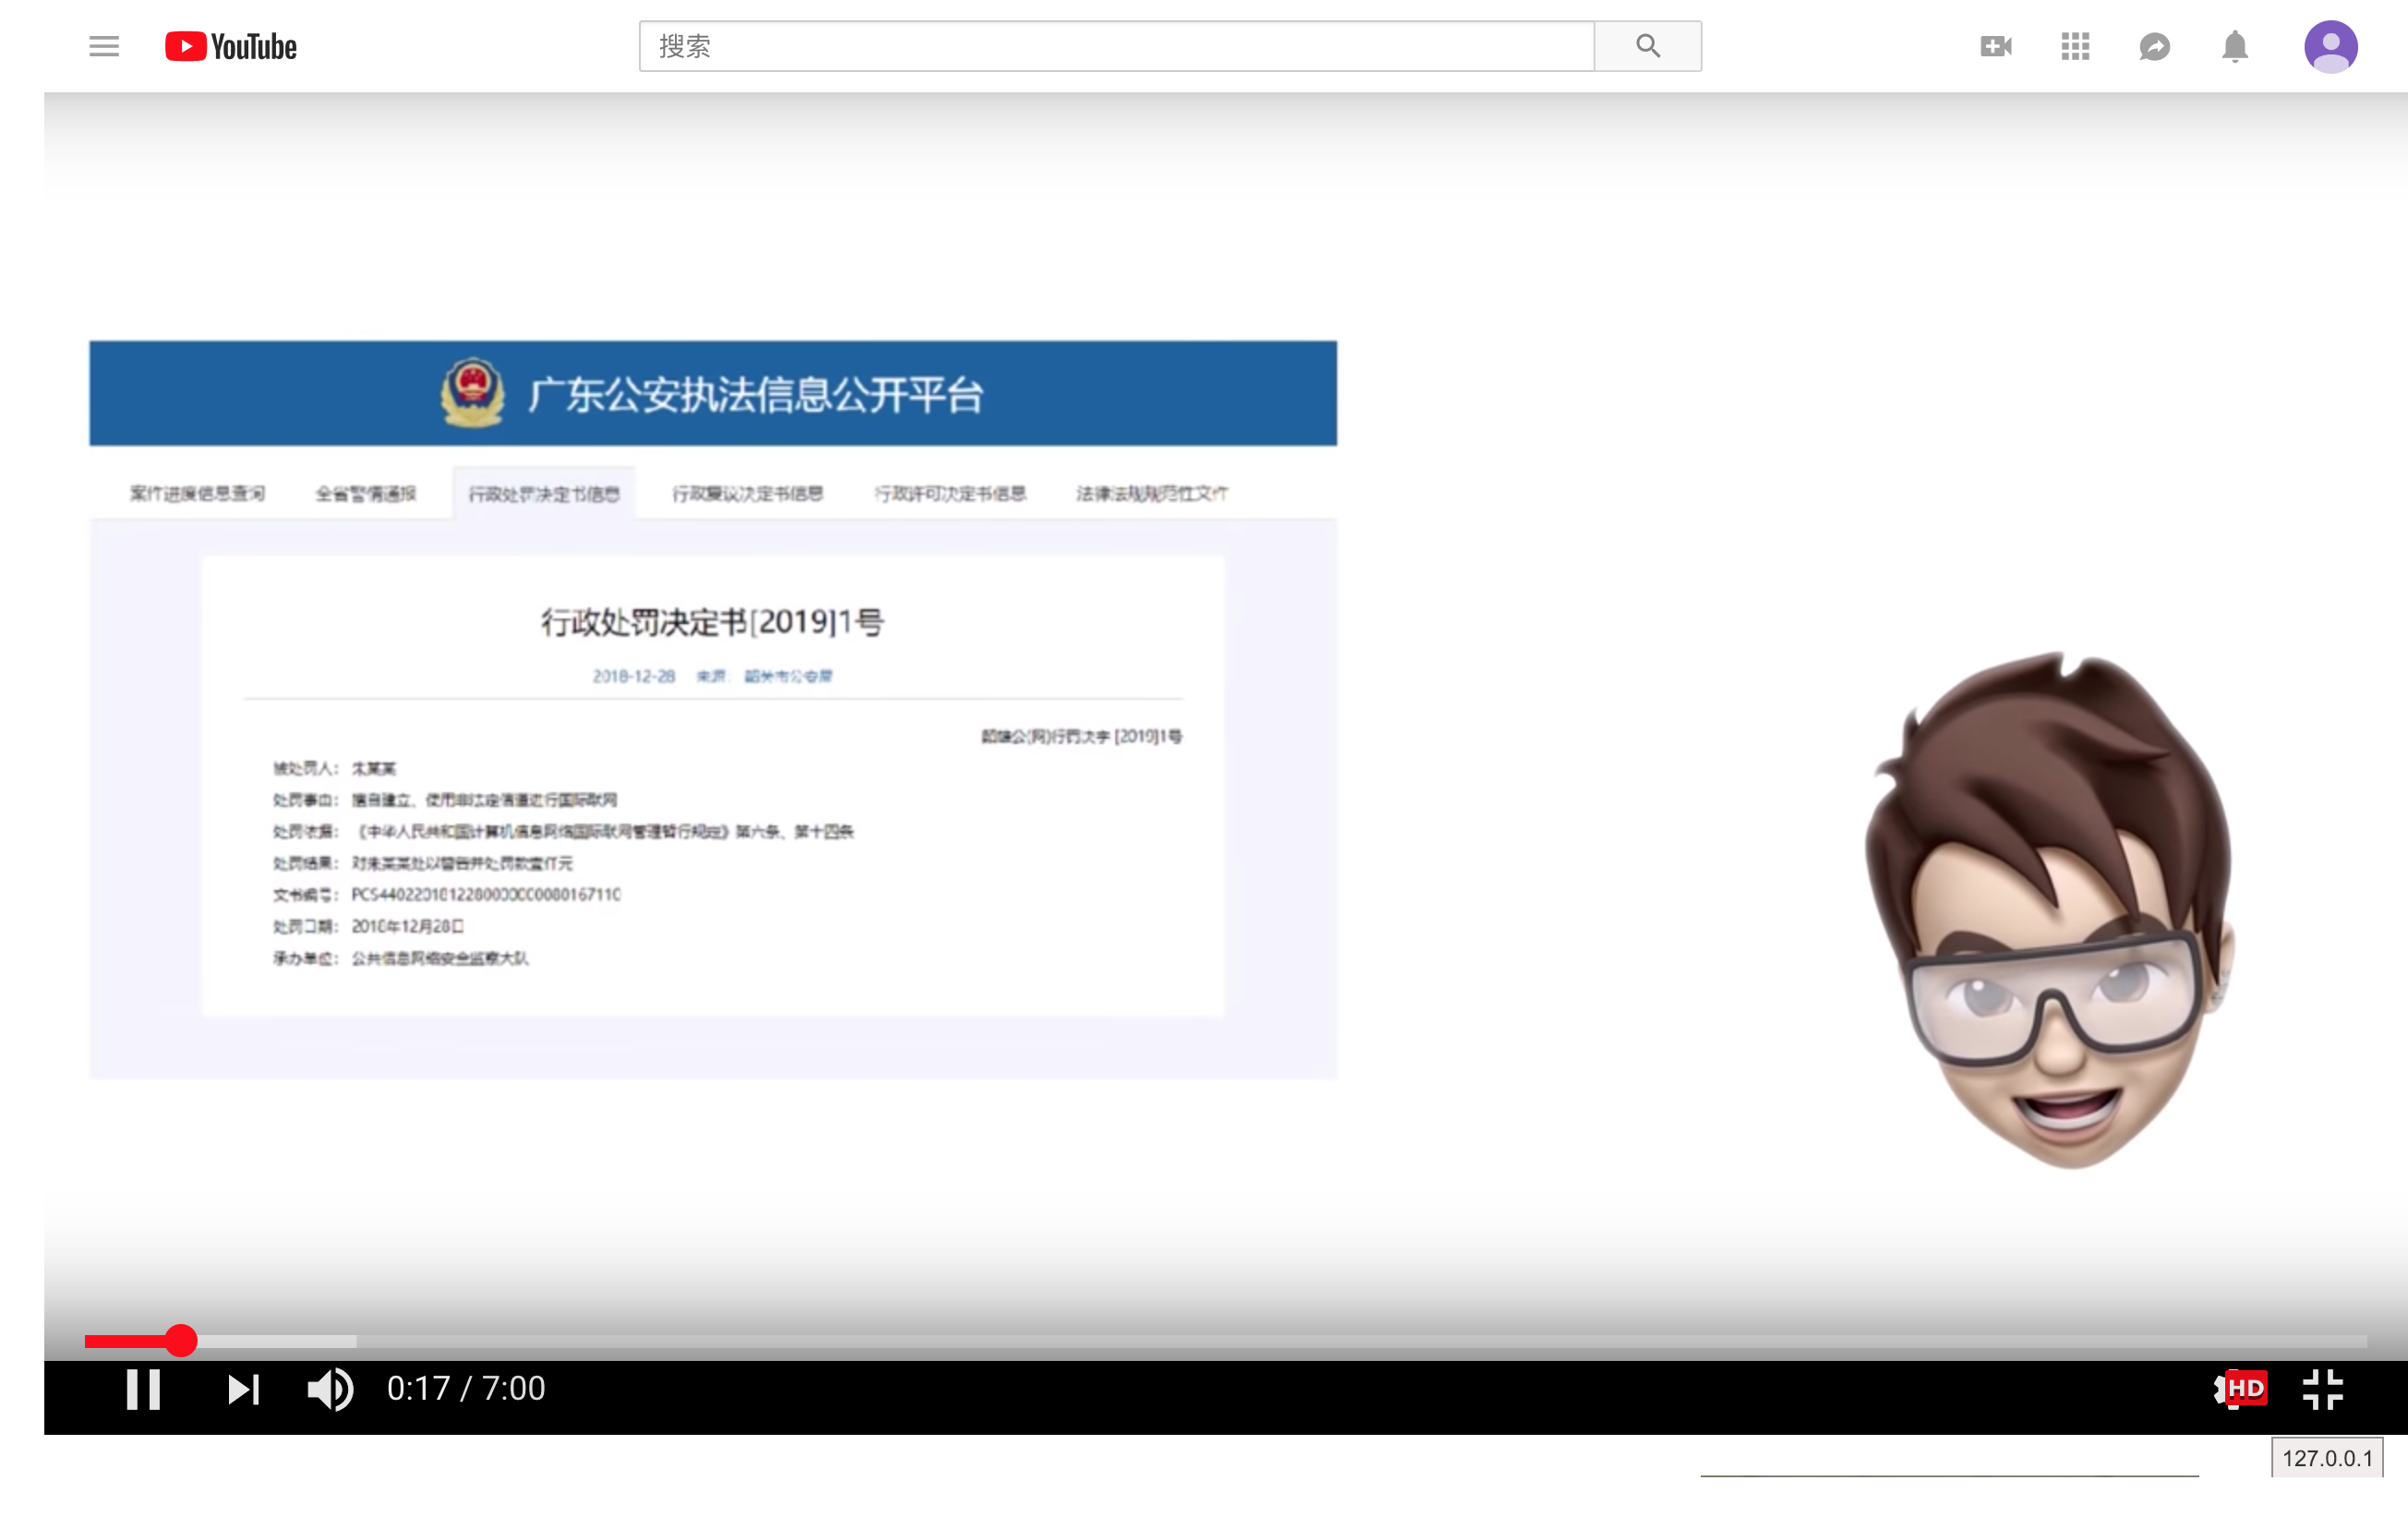 YouTube
搜索
广东公安执法信息公开平台
案件进度信息查询 全省警情通报 行政处罚决定书信息 行政复议决定书信息 行政许可决定书信息 法律法规规范性文件
行政处罚决定书[2019]1号
2018-12-28 来源： 韶关市公安局
韶雄公(网)行罚决字 [2019]1号
被处罚人： 朱某某
处罚事由： 擅自建立、使用非法定信道进行国际联网
处罚依据： 《中华人民共和国计算机信息网络国际联网管理暂行规定》第六条、第十四条
处罚结果： 对朱某某处以警告并处罚款壹仟元
文书编号：
处罚日期： 2018年12月28日
承办单位： 公共信息网络安全监察大队
0:17 / 7:00
HD
127.0.0.1